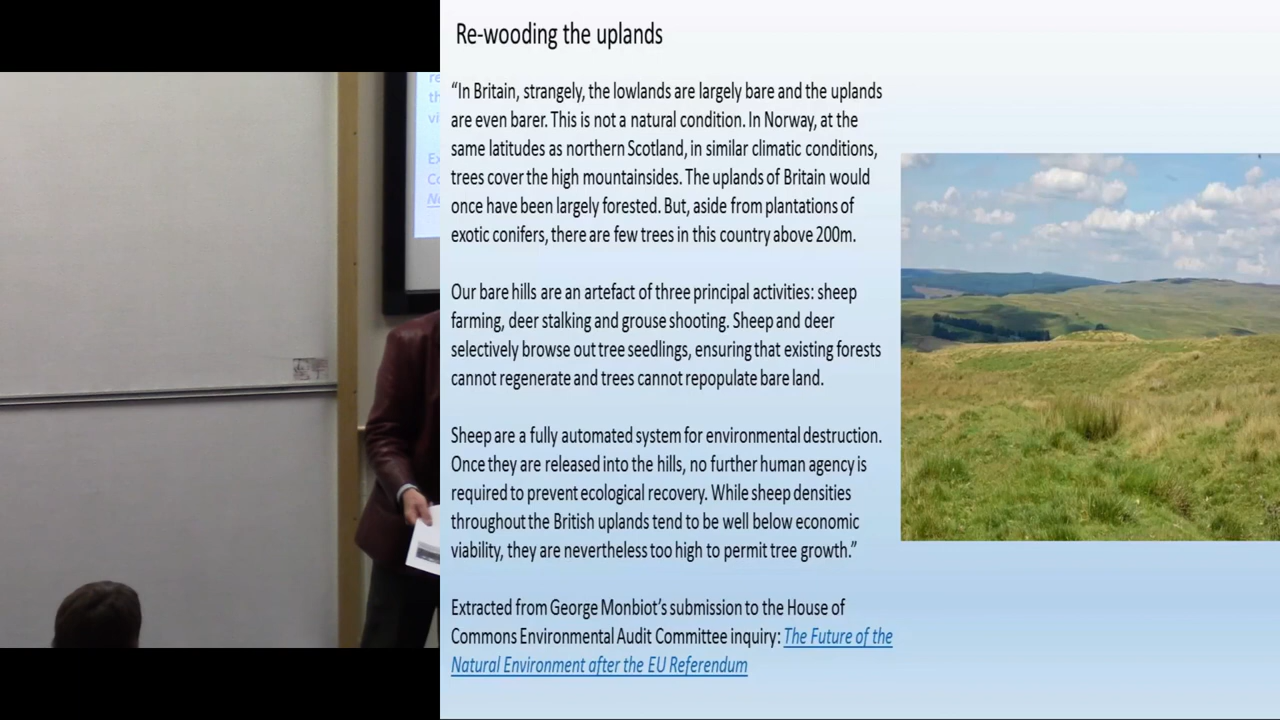 Re-wooding the uplands
“In Britain, strangely, the lowlands are largely bare and the uplands
are even barer. This is not a natural condition. In Norway, at the
same latitudes as northern Scotland, in similar climatic conditions,
trees cover the high mountainsides. The uplands of Britain would
once have been largely forested. But, aside from plantations of
exotic conifers, there are few trees in this country above 200m.
Our bare hills are an artefact of three principal activities: sheep
farming, deer stalking and grouse shooting. Sheep and deer
selectively browse out tree seedlings, ensuring that existing forests
cannot regenerate and trees cannot repopulate bare land.
Sheep are a fully automated system for environmental destruction.
Once they are released into the hills, no further human agency is
required to prevent ecological recovery. While sheep densities
throughout the British uplands tend to be well below economic
viability, they are nevertheless too high to permit tree growth.”
Extracted from George Monbiot’s submission to the House of
Commons Environmental Audit Committee inquiry: The Future of the
Natural Environment after the EU Referendum